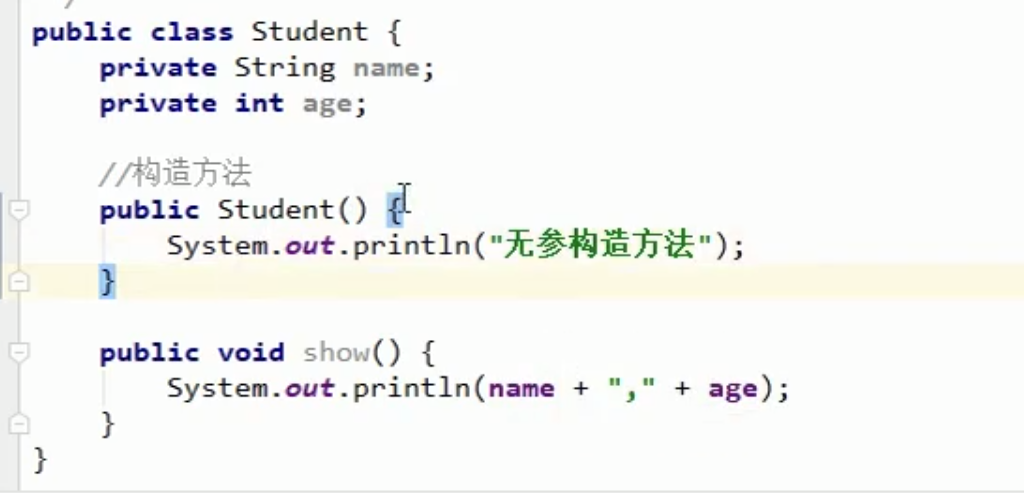 public class Student {
    private String name;
    private int age;
    //构造方法
    public Student() {
        System.out.println("无参构造方法");
    }
    public void show() {
        System.out.println(name + "," + age);
    }
}